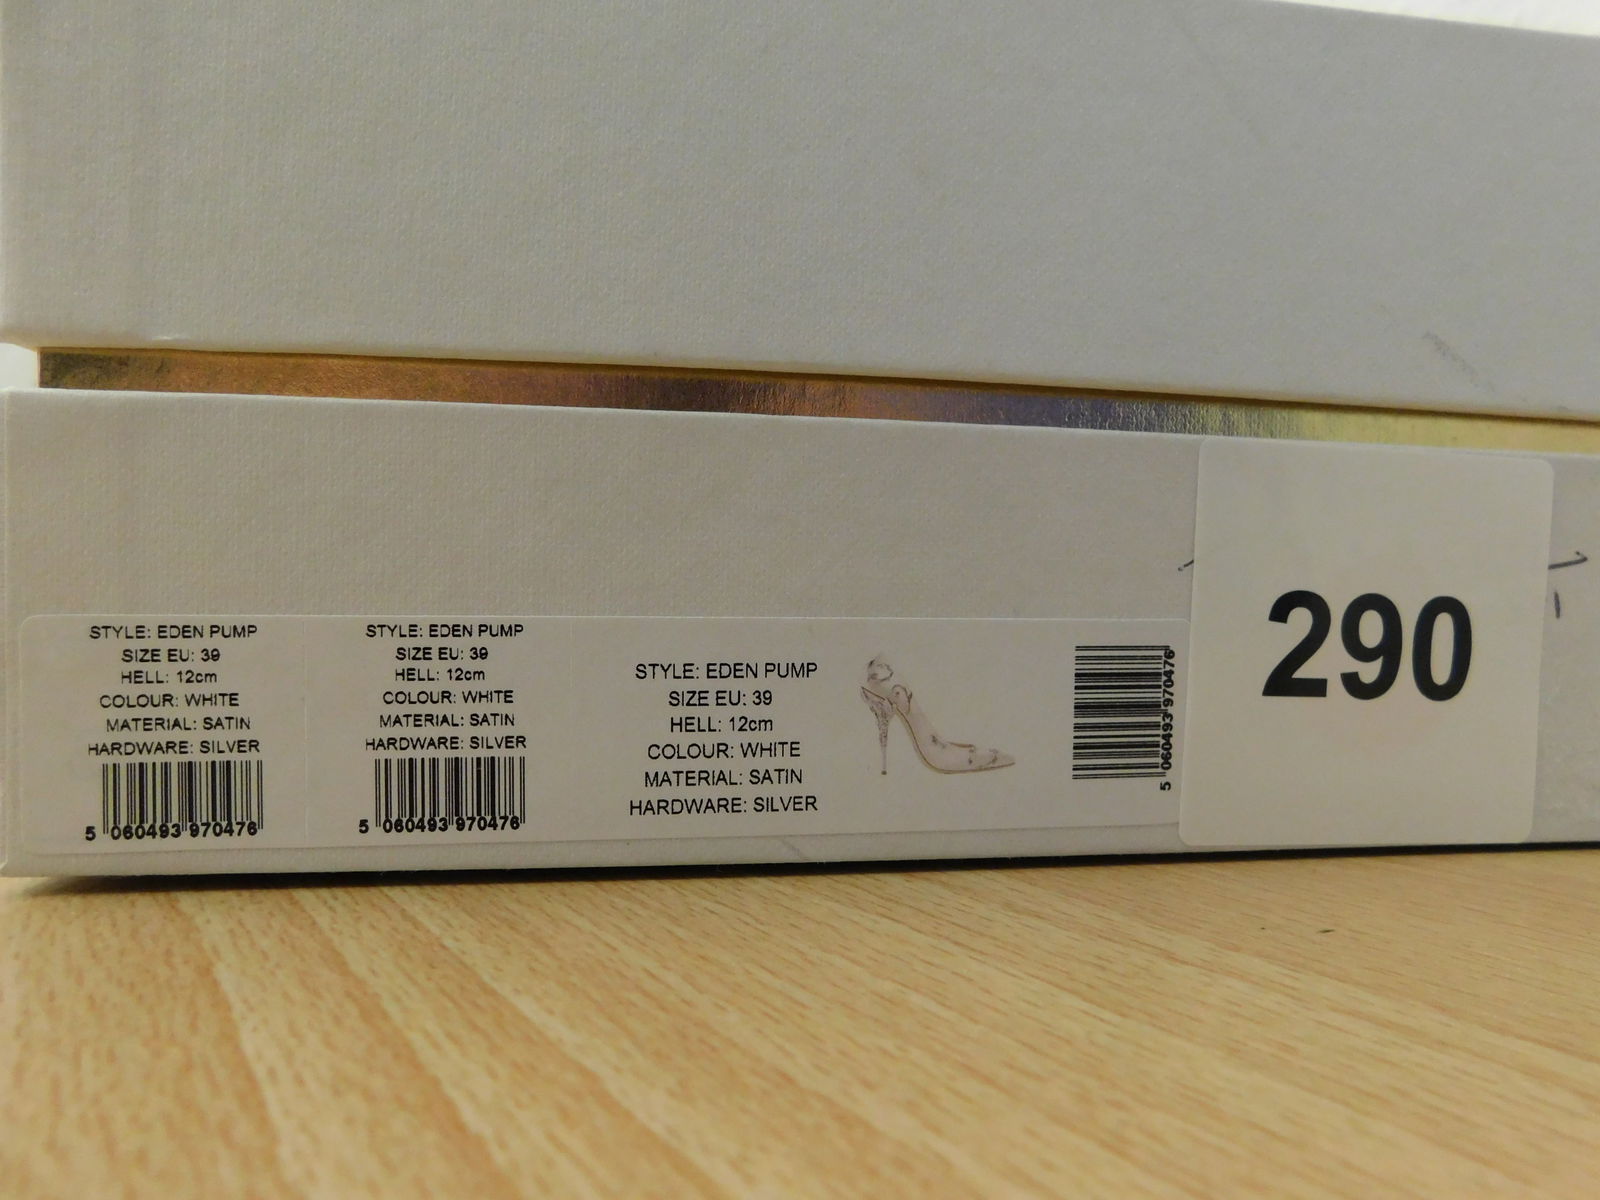 STYLE: EDEN PUMP
SIZE EU: 39
HELL: 12cm
COLOUR: WHITE
MATERIAL: SATIN
HARDWARE: SILVER
5 060493 970476
STYLE: EDEN PUMP
SIZE EU: 39
HELL: 12cm
COLOUR: WHITE
MATERIAL: SATIN
HARDWARE: SILVER
5 060493 970476
STYLE: EDEN PUMP
SIZE EU: 39
HELL: 12cm
COLOUR: WHITE
MATERIAL: SATIN
HARDWARE: SILVER
5 060493 970476
290